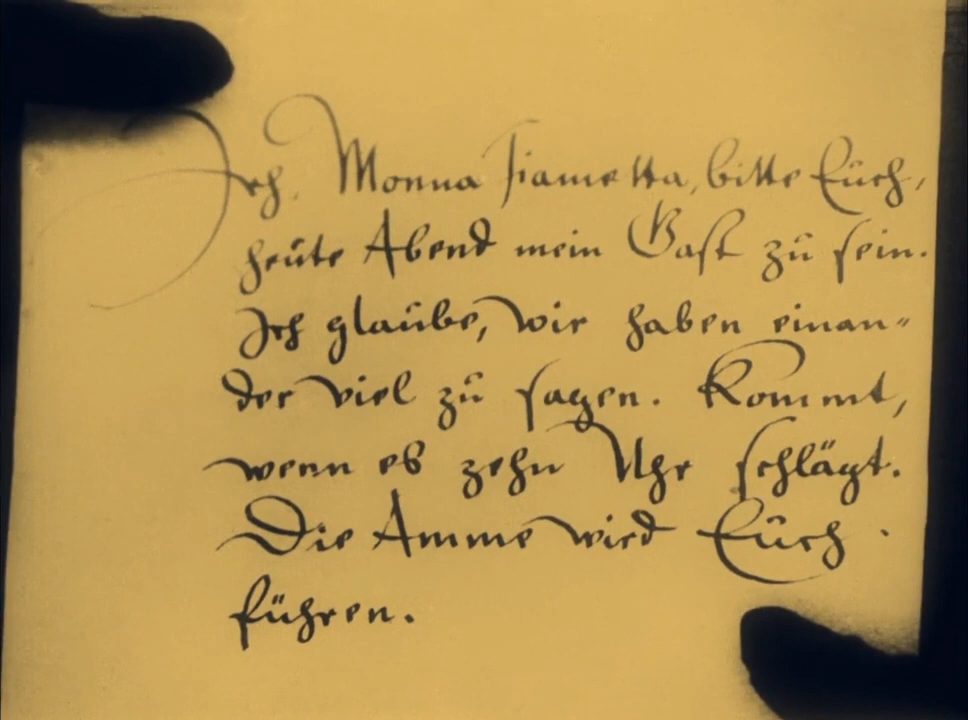 Ich, Monna Fiametta, bitte Euch,
heute Abend mein Gast zu sein.
Ich glaube, wir haben einan=
der viel zu sagen. Kommt,
wenn es zehn Uhr schlägt.
Die Amme wird Euch
führen.